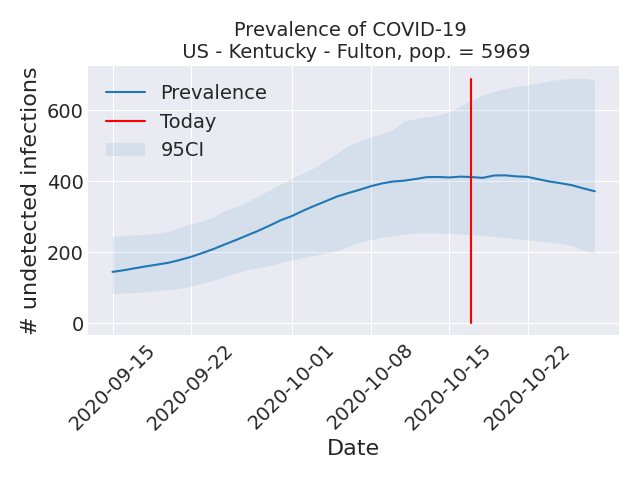 Prevalence of COVID-19
US - Kentucky - Fulton, pop. = 5969
# undetected infections
600
400
200
0
Prevalence
Today
95CI
2020-09-15
2020-09-22
2020-10-01
2020-10-08
2020-10-15
2020-10-22
Date